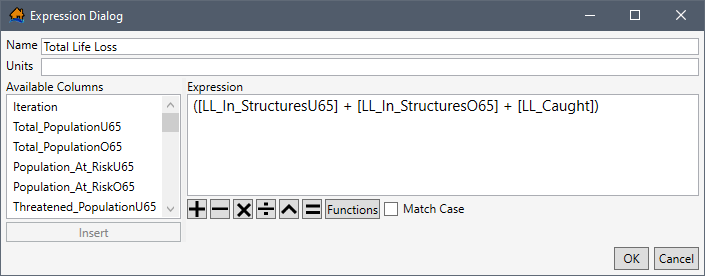 Expression Dialog
Name Total Life Loss
Units
Available Columns
Iteration
Total_PopulationU65
Total_PopulationO65
Population_At_RiskU65
Population_At_RiskO65
Threatened_PopulationU65
Insert
Expression
([LL_In_StructuresU65] + [LL_In_StructuresO65] + [LL_Caught])
Functions Match Case
OK Cancel